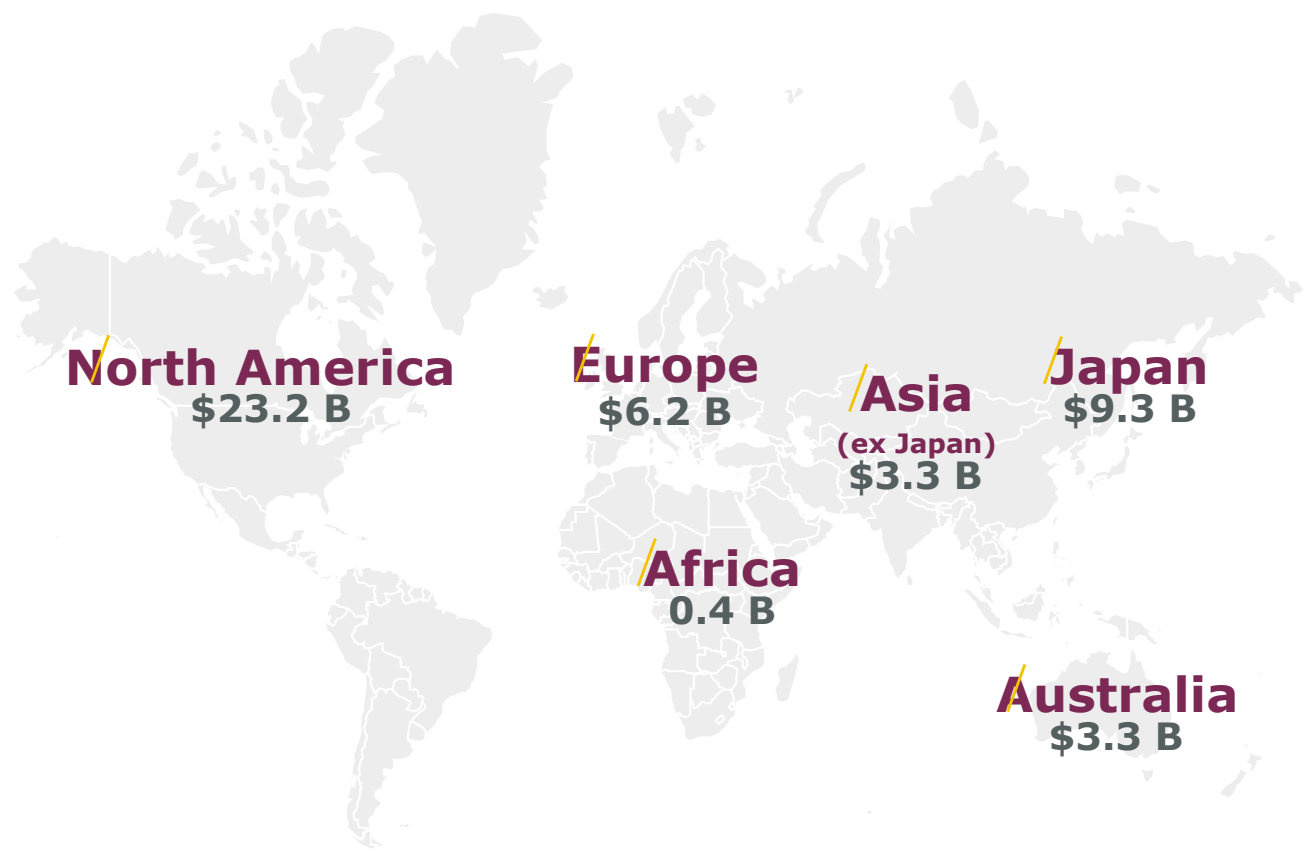 North America
$23.2 B
Europe
$6.2 B
Asia
(ex Japan)
$3.3 B
Japan
$9.3 B
Africa
0.4 B
Australia
$3.3 B